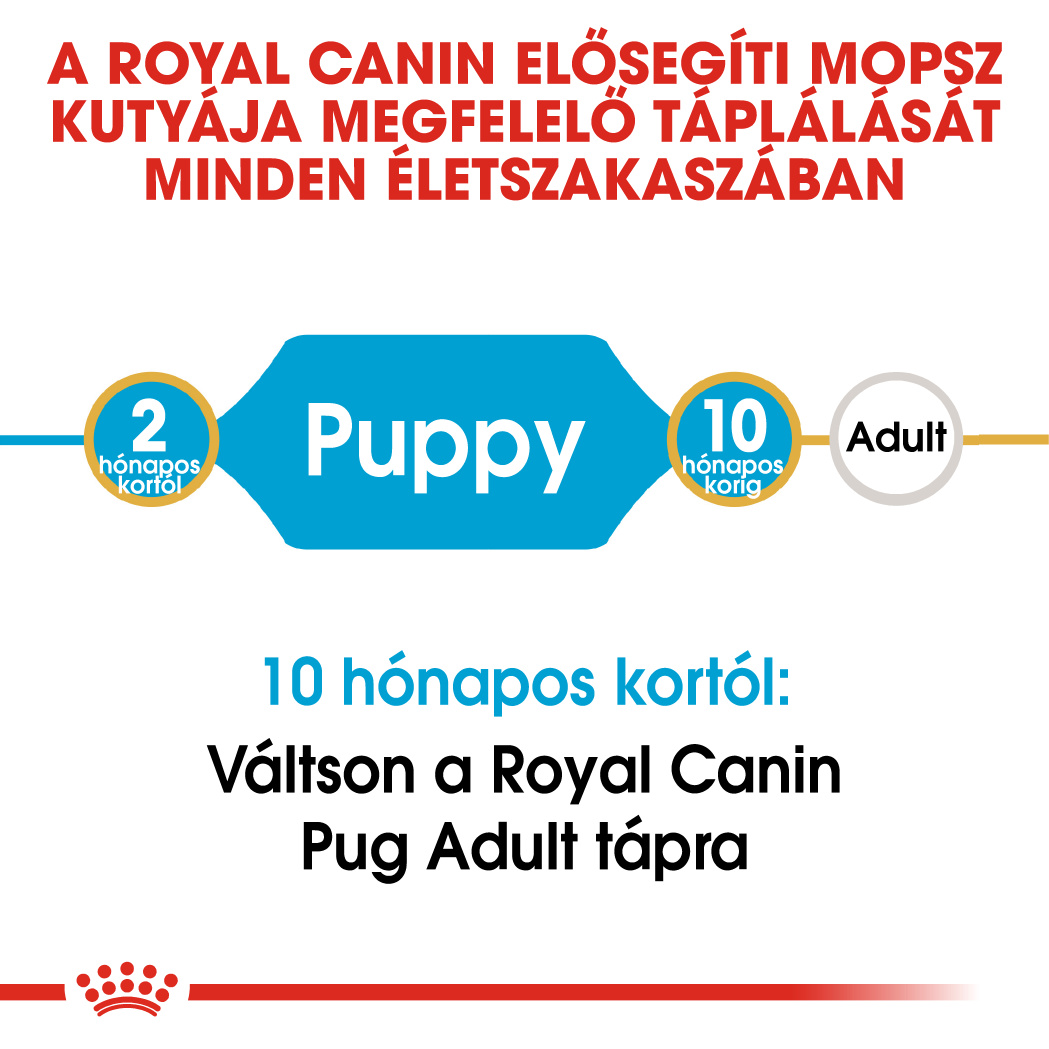 A ROYAL CANIN ELŐSEGÍTI MOPSZ
KUTYÁJA MEGFELELŐ TÁPLÁLÁSÁT
MINDEN ÉLETSZAKASZÁBAN
2
hónapos
kortól
Puppy
10
hónapos
korig
Adult
10 hónapos kortól:
Váltson a Royal Canin
Pug Adult tápra